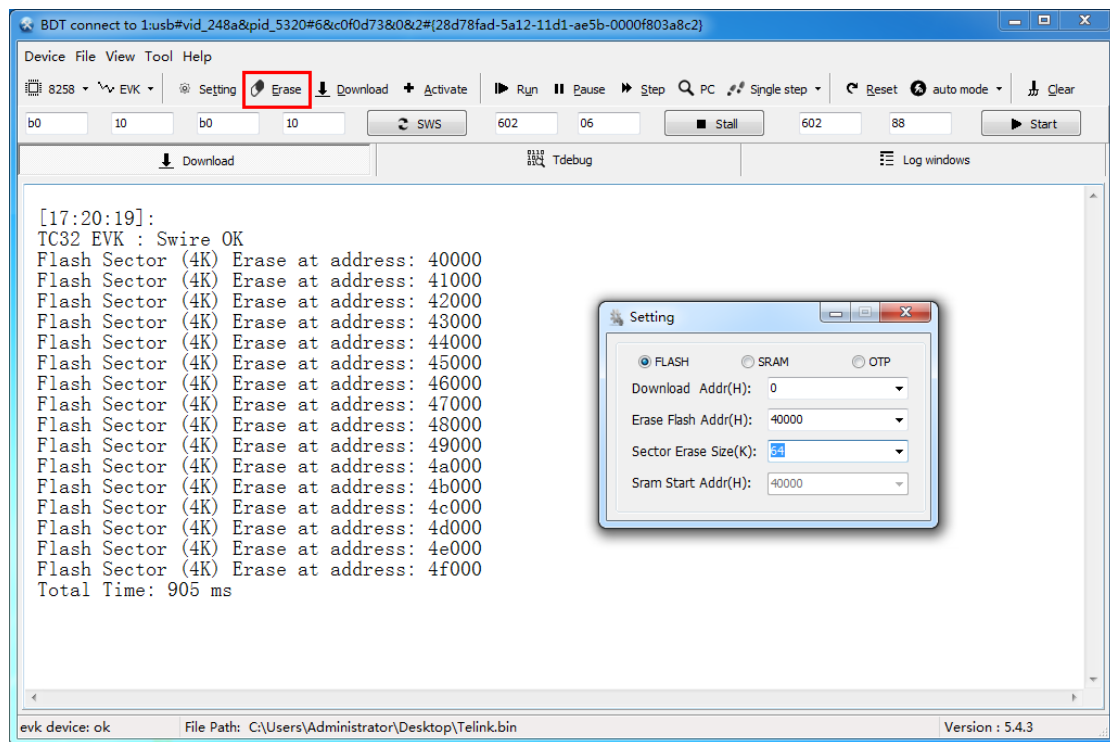 BDT connect to 1:usb#vid_248a&pid_5320#6&c0f0d73&0&2#{28d78fad-5a12-11d1-ae5b-0000f803a8c2}
Device File View Tool Help
8258 EVK Setting Erase Download Activate Run Pause Step PC Single step Reset auto mode Clear
b0 10 b0 10 SWS 602 06 Stall 602 88 Start
Download Tdebug Log windows
[17:20:19]:
TC32 EVK : Swire OK
Flash Sector (4K) Erase at address: 40000
Flash Sector (4K) Erase at address: 41000
Flash Sector (4K) Erase at address: 42000
Flash Sector (4K) Erase at address: 43000
Flash Sector (4K) Erase at address: 44000
Flash Sector (4K) Erase at address: 45000
Flash Sector (4K) Erase at address: 46000
Flash Sector (4K) Erase at address: 47000
Flash Sector (4K) Erase at address: 48000
Flash Sector (4K) Erase at address: 49000
Flash Sector (4K) Erase at address: 4a000
Flash Sector (4K) Erase at address: 4b000
Flash Sector (4K) Erase at address: 4c000
Flash Sector (4K) Erase at address: 4d000
Flash Sector (4K) Erase at address: 4e000
Flash Sector (4K) Erase at address: 4f000
Total Time: 905 ms
Setting
FLASH SRAM OTP
Download Addr(H): 0
Erase Flash Addr(H): 40000
Sector Erase Size(K): 64
Sram Start Addr(H): 40000
evk device: ok File Path: C:\Users\Administrator\Desktop\Telink.bin Version : 5.4.3